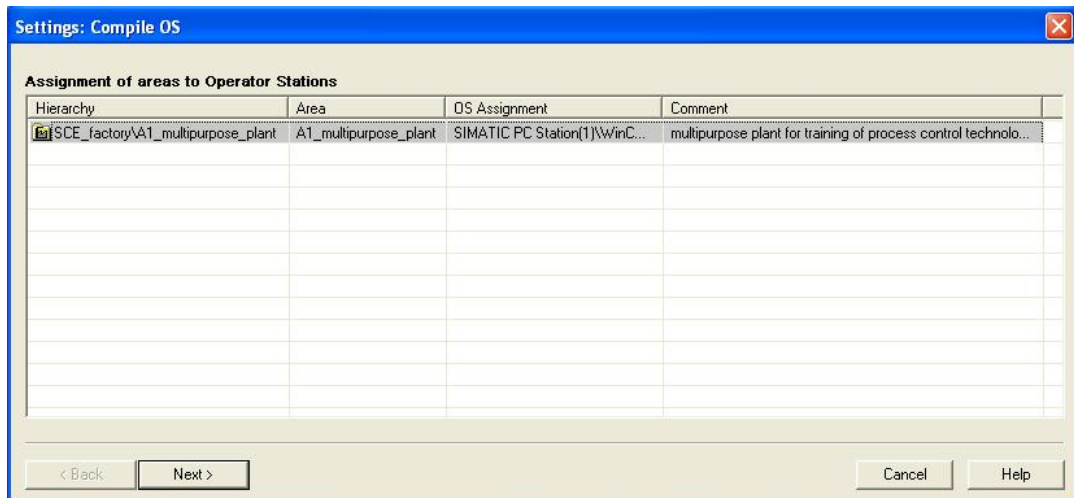 Settings: Compile OS
Assignment of areas to Operator Stations
Hierarchy Area OS Assignment Comment
SCE_factory\A1_multipurpose_plant A1_multipurpose_plant SIMATIC PC Station(1)\WinC... multipurpose plant for training of process control technolo...
< Back Next > Cancel Help